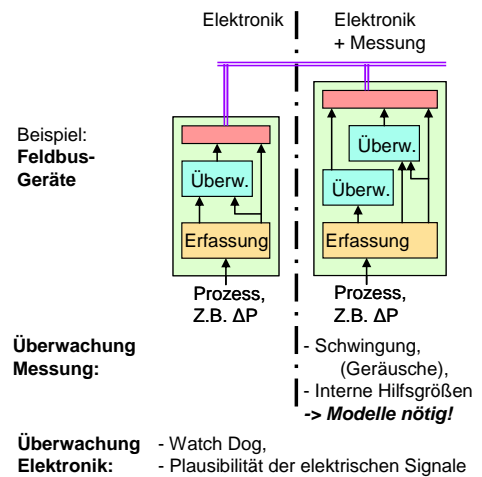 Elektronik
Elektronik
+ Messung
Beispiel:
Feldbus-
Geräte
Überw.
Erfassung
Prozess,
Z.B. ΔP
Überw.
Überw.
Erfassung
Prozess,
Z.B. ΔP
Überwachung
Messung:
- Schwingung,
(Geräusche),
- Interne Hilfsgrößen
-> Modelle nötig!
Überwachung
Elektronik:
- Watch Dog,
- Plausibilität der elektrischen Signale